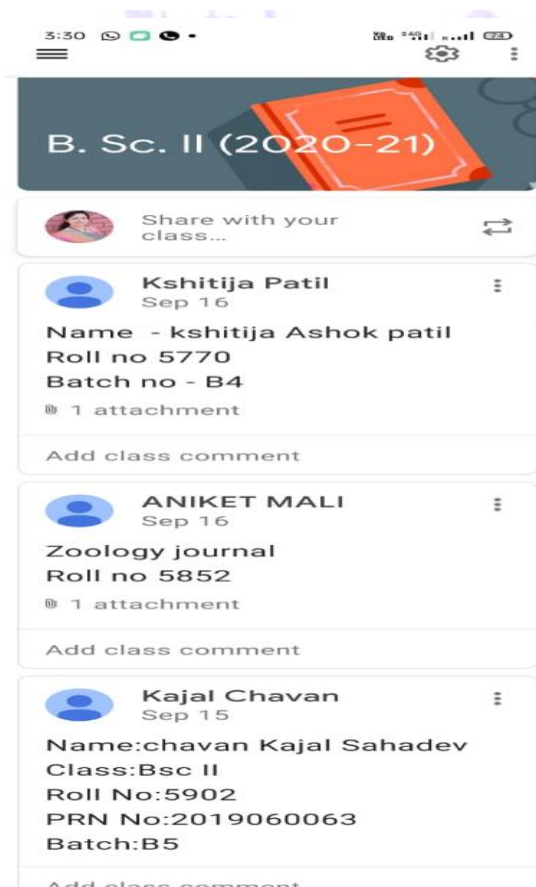 3:30
B. Sc. II (2020-21)
Share with your
class...
Kshitija Patil
Sep 16
Name - kshitija Ashok patil
Roll no 5770
Batch no - B4
1 attachment
Add class comment
ANIKET MALI
Sep 16
Zoology journal
Roll no 5852
1 attachment
Add class comment
Kajal Chavan
Sep 15
Name:chavan Kajal Sahadev
Class:Bsc II
Roll No:5902
PRN No:2019060063
Batch:B5
Add class comment